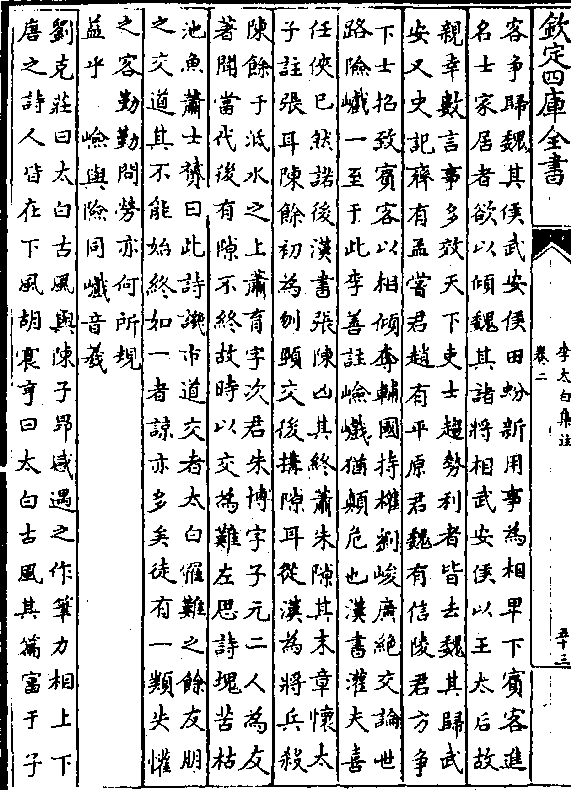 欽定四庫全書
李太白集注
卷二
五十三
客爭歸魏其侯武安侯田蚡新用事為相卑下賓客進
名士家居者欲以傾魏其諸將相武安侯以王太后故
親幸數言事多效天下吏士趨勢利者皆去魏其歸武
安又史記齊有孟嘗君趙有平原君魏有信陵君方爭
下士招致賓客以相傾奪輔國持權劉峻廣絶交論世
路險巇一至于此李善註嶮巇猶顛危也漢書灌夫喜
任俠已然諾後漢書張陳凶其終蕭朱隙其末章懷太
子註張耳陳餘初為刎頸交後搆隙耳從漢為將兵殺
陳餘于泜水之上蕭育字次君朱博字子元二人為友
著聞當代後有隙不終故時以交為難左思詩塊苦枯
池魚蕭士贇曰此詩譏市道交者太白罹難之餘友朋
之交道其不能始終如一者諒亦多矣徒有一類失懽
之客勤勤問勞亦何所規
益乎 嶮與險同巇音羲
劉克莊曰太白古風與陳子昂感遇之作筆力相上下
唐之詩人皆在下風胡震亨曰太白古風其篇富于子